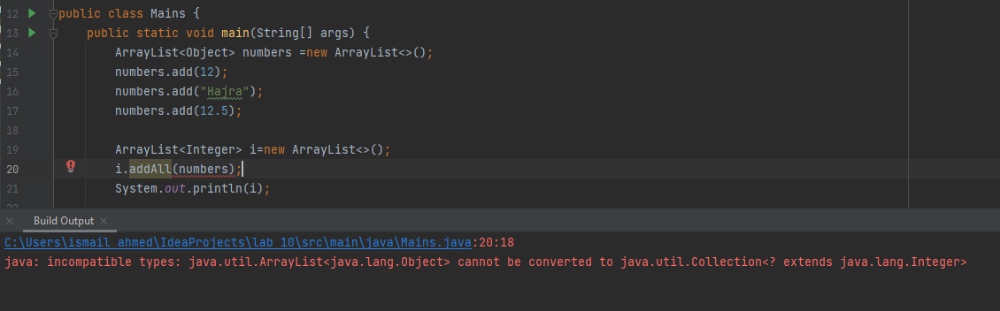 12 public class Mains {
13 public static void main(String[] args) {
14 ArrayList<Object> numbers =new ArrayList<>();
15 numbers.add(12);
16 numbers.add("Hajra");
17 numbers.add(12.5);
18
19 ArrayList<Integer> i=new ArrayList<>();
20 i.addAll(numbers);
21 System.out.println(i);
Build Output
C:\Users\ismail ahmed\IdeaProjects\lab 10\src\main\java\Mains.java:20:18
java: incompatible types: java.util.ArrayList<java.lang.Object> cannot be converted to java.util.Collection<? extends java.lang.Integer>